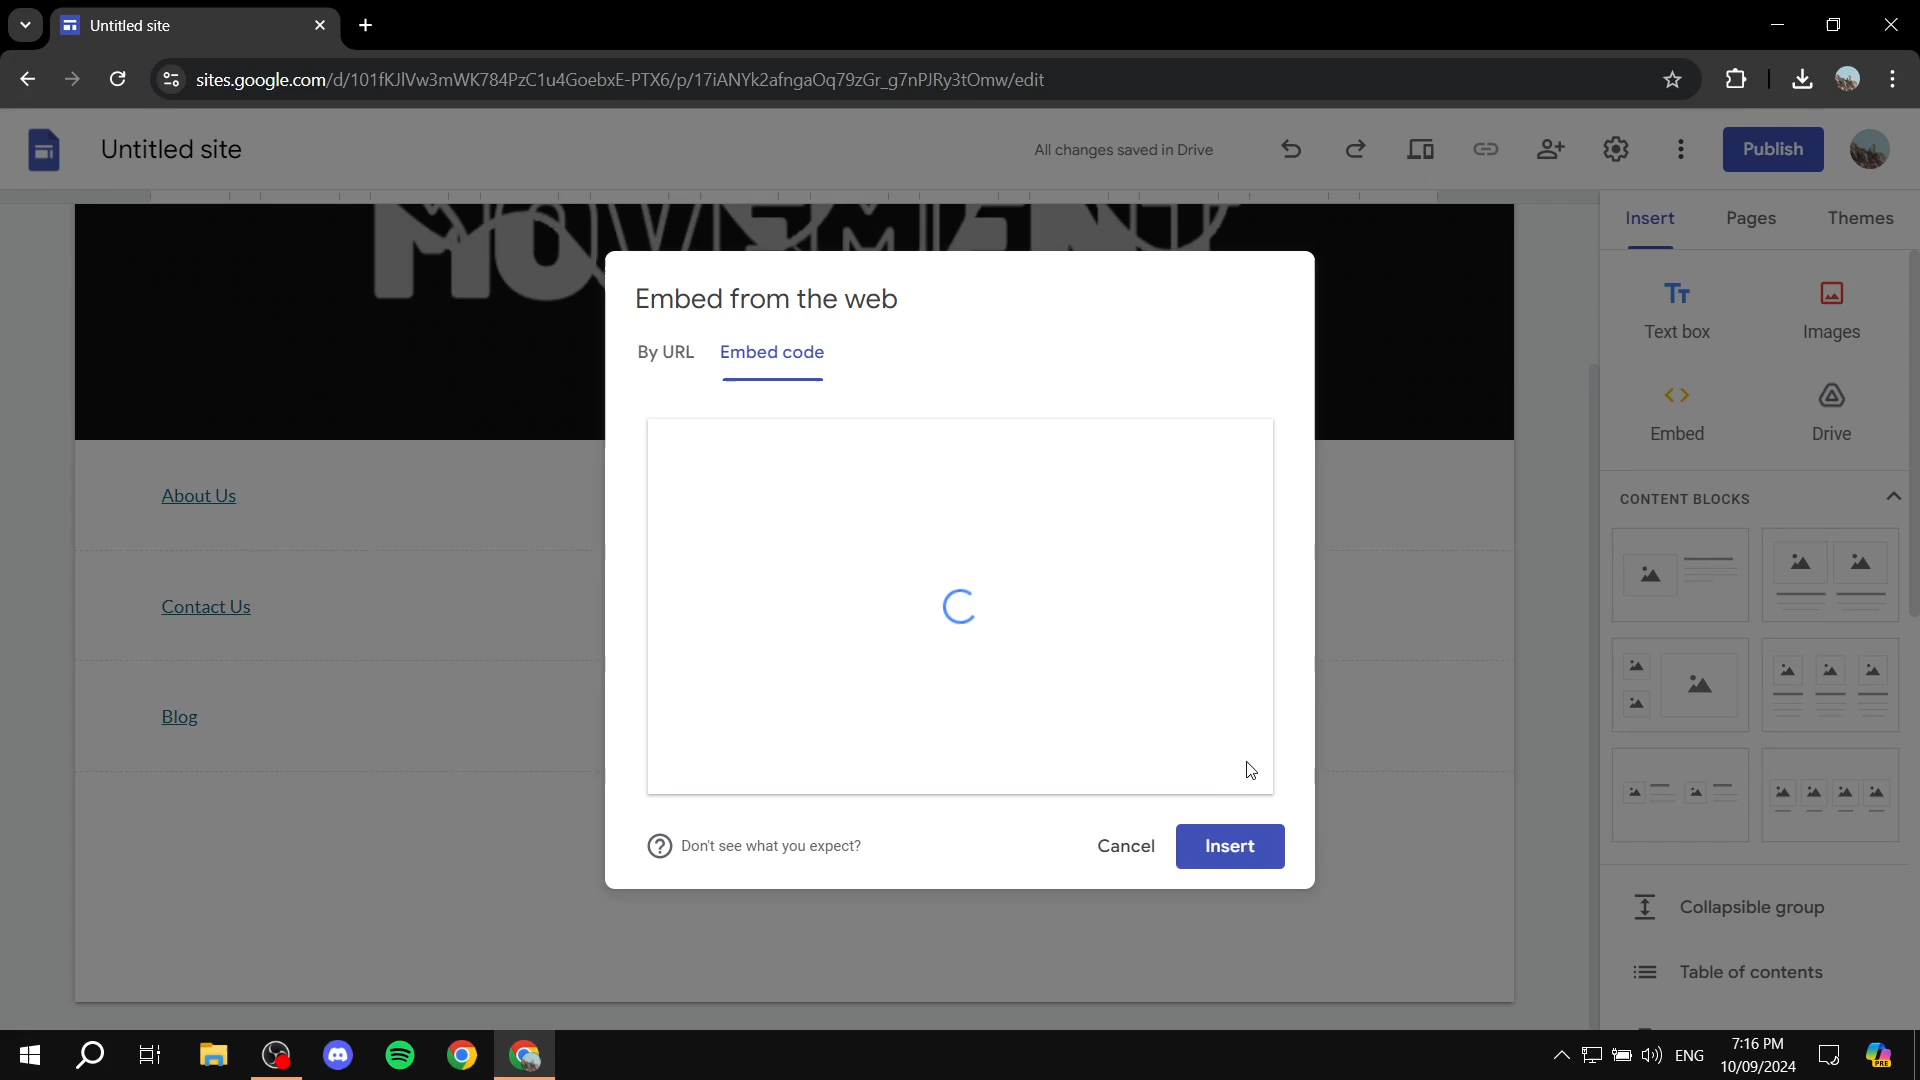 Untitled site
sites.google.com/d/101fKJlVw3mWK784PzC1u4GoebxE-PTX6/p/17iANYk2afngaOq79zGr_g7nPJRy3tOmw/edit
Untitled site
All changes saved in Drive
Publish
MOVEMENT
Insert
Pages
Themes
Text box
Images
Embed
Drive
CONTENT BLOCKS
Collapsible group
Table of contents
Embed from the web
By URL
Embed code
Don't see what you expect?
Cancel
Insert
About Us
Contact Us
Blog
ENG
7:16 PM
10/09/2024
PRE